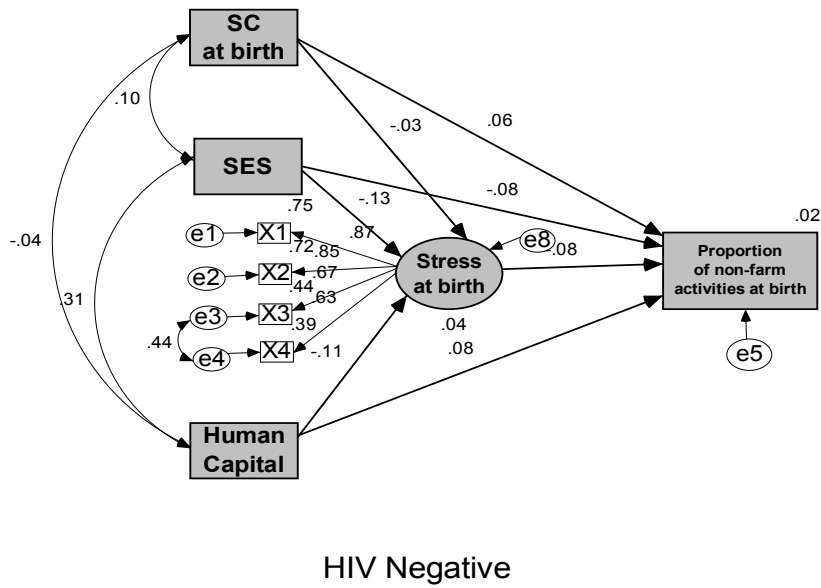 SC
at birth
.10
-.03
.06
SES
.75
-.13
-.08
.02
e1
X1
.87
.72
.85
e8
-.08
Proportion
of non-farm
activities at birth
Stress
at birth
e2
X2
.67
.44
.63
-.04
.31
e3
X3
.39
.04
.44
e4
X4
-.11
.08
e5
Human
Capital
HIV Negative